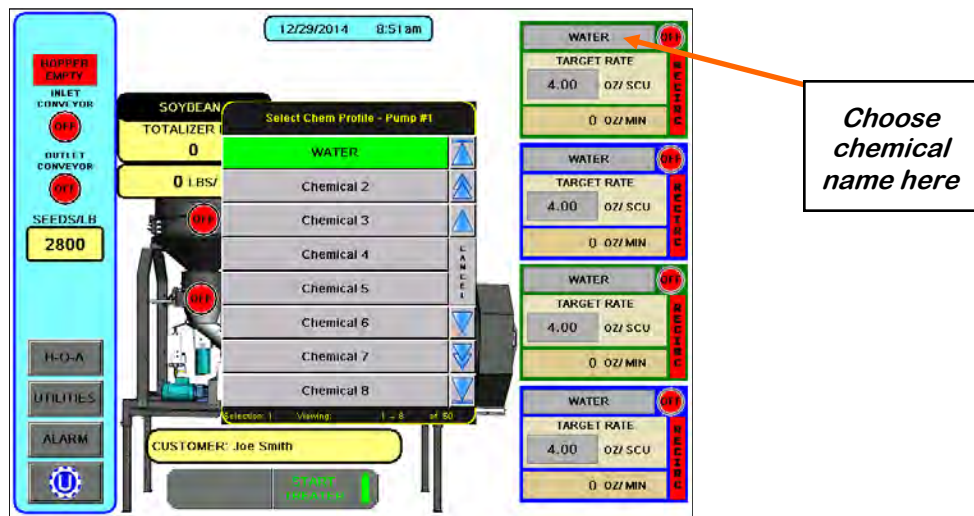 12/29/2014 8:51am
HOPPER
EMPTY
INLET
CONVEYOR
OFF
OUTLET
CONVEYOR
OFF
SEEDS/LB
2800
H-O-A
UTILITIES
ALARM
U
SOYBEAN
TOTALIZER
0
0 LBS/
OFF
OFF
Select Chem Profile - Pump #1
WATER
Chemical 2
Chemical 3
Chemical 4
Chemical 5
Chemical 6
Chemical 7
Chemical 8
CANCEL
Selection: 1 Viewing: 1 - 8 of 50
CUSTOMER: Joe Smith
WATER OFF
TARGET RATE
4.00 OZ/ SCU
0 OZ/ MIN
RECIRC
WATER OFF
TARGET RATE
4.00 OZ/ SCU
0 OZ/ MIN
RECIRC
WATER OFF
TARGET RATE
4.00 OZ/ SCU
0 OZ/ MIN
RECIRC
WATER OFF
TARGET RATE
4.00 OZ/ SCU
0 OZ/ MIN
RECIRC
Choose
chemical
name here